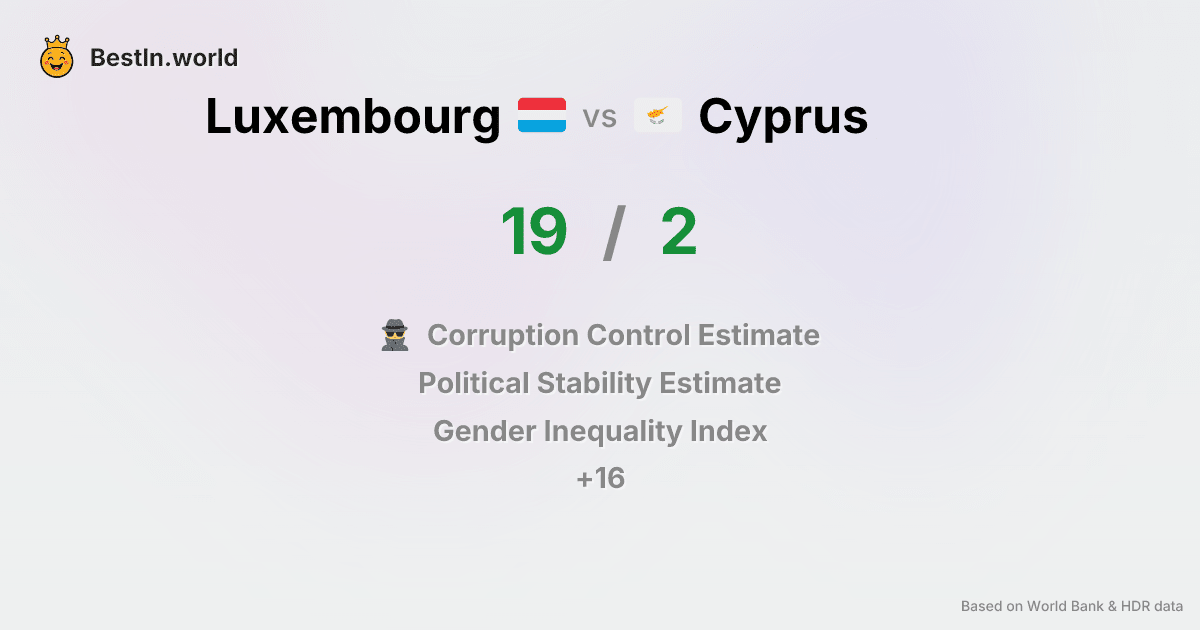 BestIn.world
Luxembourg vs Cyprus
19 / 2
Corruption Control Estimate
Political Stability Estimate
Gender Inequality Index
+16
Based on World Bank & HDR data